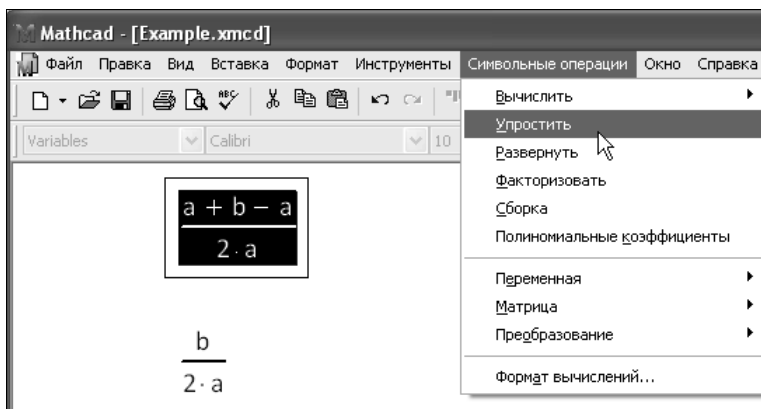 Mathcad - [Example.xmcd]
Файл Правка Вид Вставка Формат Инструменты Символьные операции Окно Справка
ABC
Variables Calibri 10
Вычислить
Упростить
Развернуть
Факторизовать
Сборка
Полиномиальные коэффициенты
Переменная
Матрица
Преобразование
Формат вычислений...
a + b − a
2 · a
b
2 · a